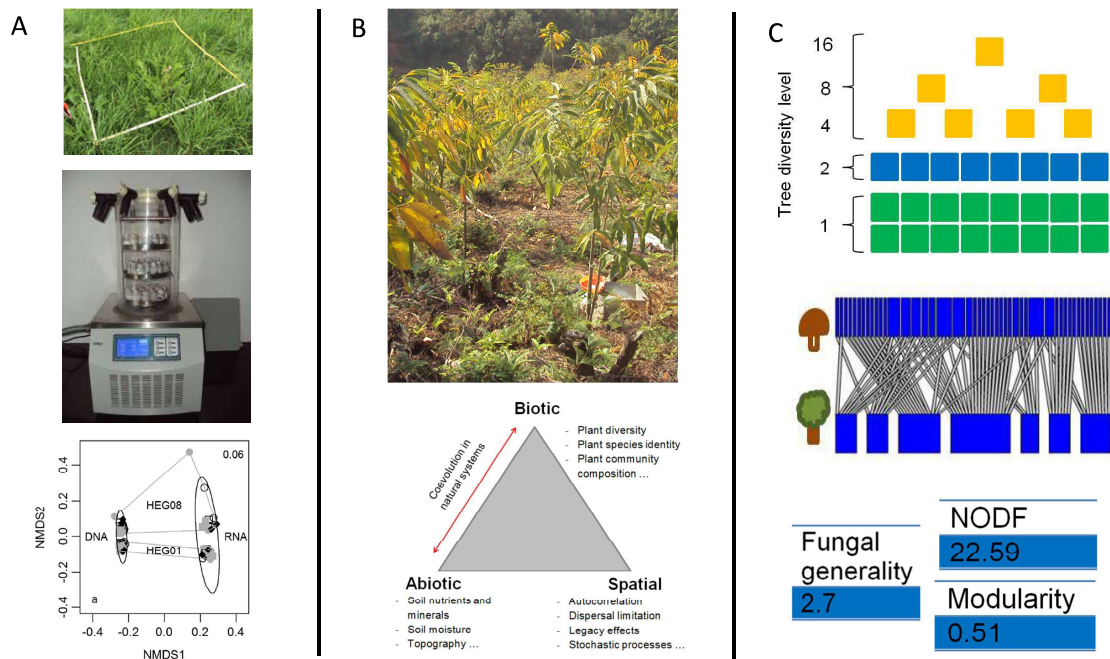 A
0.06
HEG08
DNA
RNA
HEG01
a
NMDS2
0.4
0.2
0.0
-0.2
-0.4
-0.4
-0.2
0.0
0.2
0.4
NMDS1
B
Biotic
- Plant diversity
- Plant species identity
- Plant community
composition ...
Coevolution in
natural systems
Abiotic
- Soil nutrients and
minerals
- Soil moisture
- Topography ...
Spatial
- Autocorrelation
- Dispersal limitation
- Legacy effects
- Stochastic processes ...
C
Tree diversity level
16
8
4
2
1
Fungal
generality
2.7
NODF
22.59
Modularity
0.51